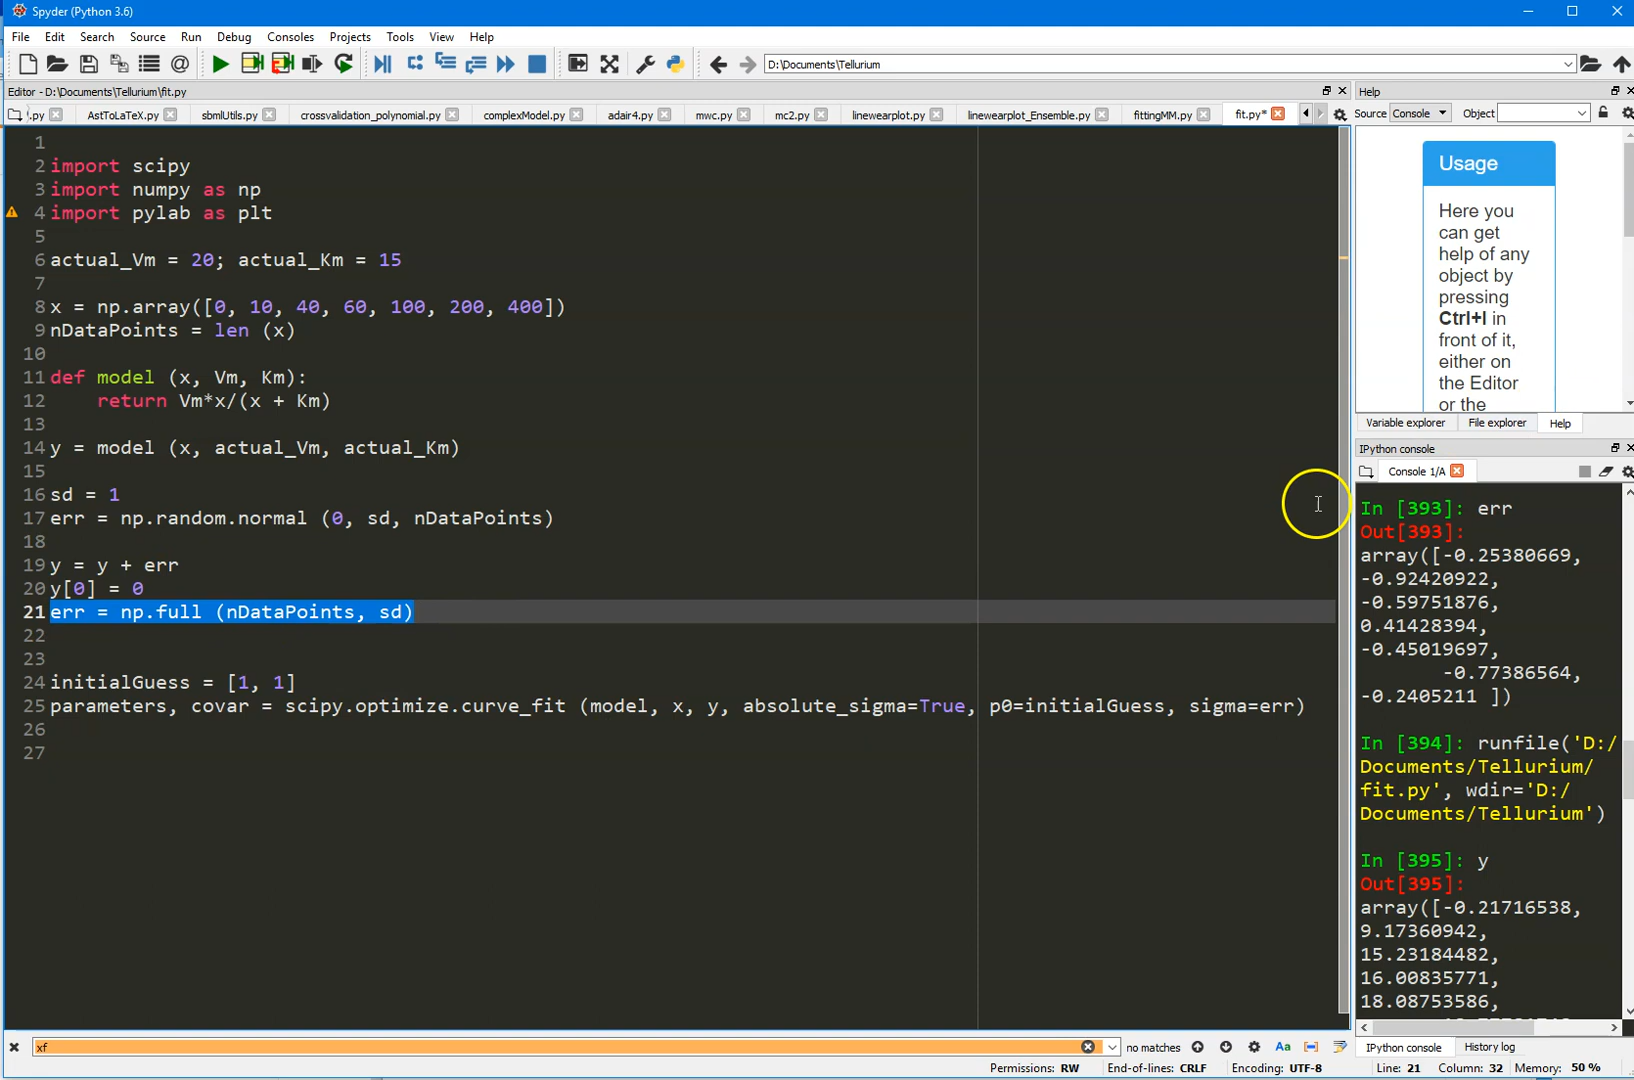 Spyder (Python 3.6)
File Edit Search Source Run Debug Consoles Projects Tools View Help
D:\Documents\Tellurium
Editor - D:\Documents\Tellurium\fit.py
Help
!.py AstToLaTeX.py sbmlUtils.py crossvalidation_polynomial.py complexModel.py adair4.py mwc.py mc2.py linewearplot.py linewearplot_Ensemble.py fittingMM.py fit.py*
Source Console Object
1
2 import scipy
3 import numpy as np
4 import pylab as plt
5
6 actual_Vm = 20; actual_Km = 15
7
8 x = np.array([0, 10, 40, 60, 100, 200, 400])
9 nDataPoints = len (x)
10
11 def model (x, Vm, Km):
12     return Vm*x/(x + Km)
13
14 y = model (x, actual_Vm, actual_Km)
15
16 sd = 1
17 err = np.random.normal (0, sd, nDataPoints)
18
19 y = y + err
20 y[0] = 0
21 err = np.full (nDataPoints, sd)
22
23
24 initialGuess = [1, 1]
25 parameters, covar = scipy.optimize.curve_fit (model, x, y, absolute_sigma=True, p0=initialGuess, sigma=err)
26
27
Usage
Here you
can get
help of any
object by
pressing
Ctrl+I in
front of it,
either on
the Editor
or the
Variable explorer File explorer Help
IPython console
Console 1/A
In [393]: err
Out[393]:
array([-0.25380669,
-0.92420922,
-0.59751876,
0.41428394,
-0.45019697,
-0.77386564,
-0.2405211 ])
In [394]: runfile('D:/
Documents/Tellurium/
fit.py', wdir='D:/
Documents/Tellurium')
In [395]: y
Out[395]:
array([-0.21716538,
9.17360942,
15.23184482,
16.00835771,
18.08753586,
xf
no matches
Aa
IPython console History log
Permissions: RW End-of-lines: CRLF Encoding: UTF-8 Line: 21 Column: 32 Memory: 50 %